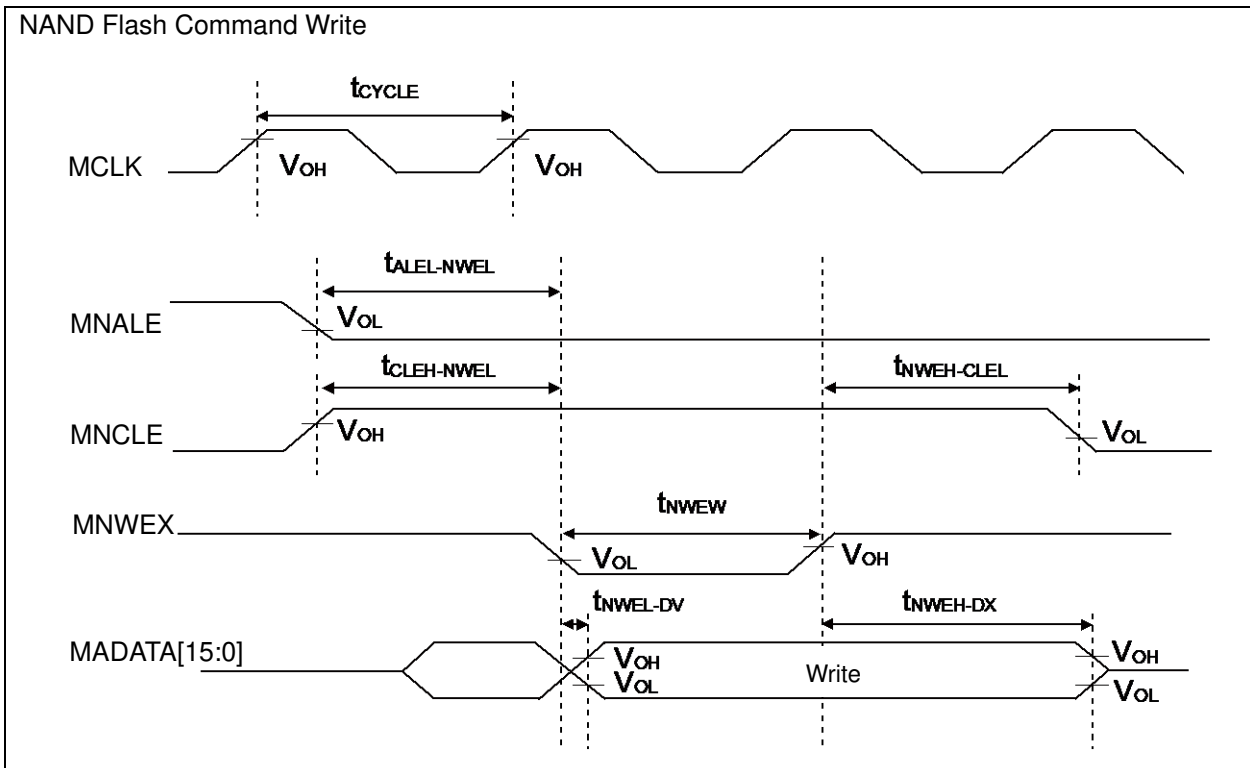 NAND Flash Command Write
tCYCLE
MCLK
VOH
VOH
tALEL-NWEL
MNALE
VOL
tCLEH-NWEL
tNWEH-CLEL
MNCLE
VOH
VOL
tNWEW
MNWEX
VOL
VOH
tNWEL-DV
tNWEH-DX
MADATA[15:0]
VOH
VOL
Write
VOH
VOL